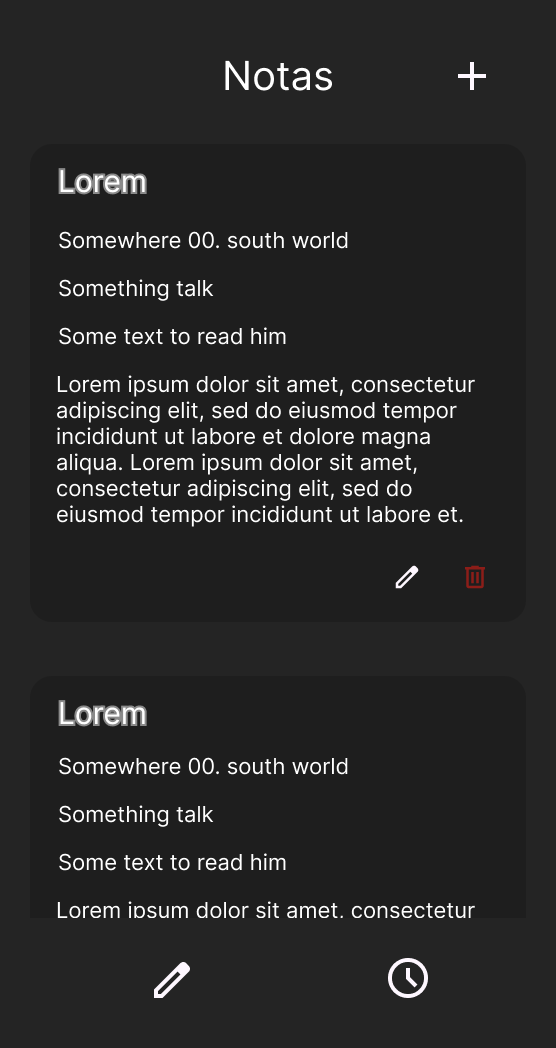 Notas
Lorem
Somewhere 00. south world
Something talk
Some text to read him
Lorem ipsum dolor sit amet, consectetur
adipiscing elit, sed do eiusmod tempor
incididunt ut labore et dolore magna
aliqua. Lorem ipsum dolor sit amet,
consectetur adipiscing elit, sed do
eiusmod tempor incididunt ut labore et.
Lorem
Somewhere 00. south world
Something talk
Some text to read him
Lorem ipsum dolor sit amet, consectetur